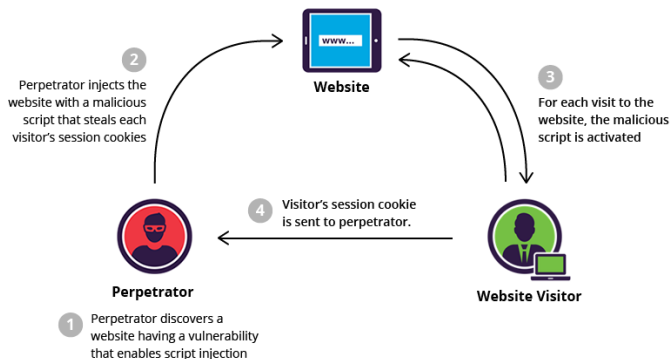 www...
Website
2
Perpetrator injects the
website with a malicious
script that steals each
visitor's session cookies
3
For each visit to the
website, the malicious
script is activated
4
Visitor's session cookie
is sent to perpetrator.
Perpetrator
Website Visitor
1
Perpetrator discovers a
website having a vulnerability
that enables script injection